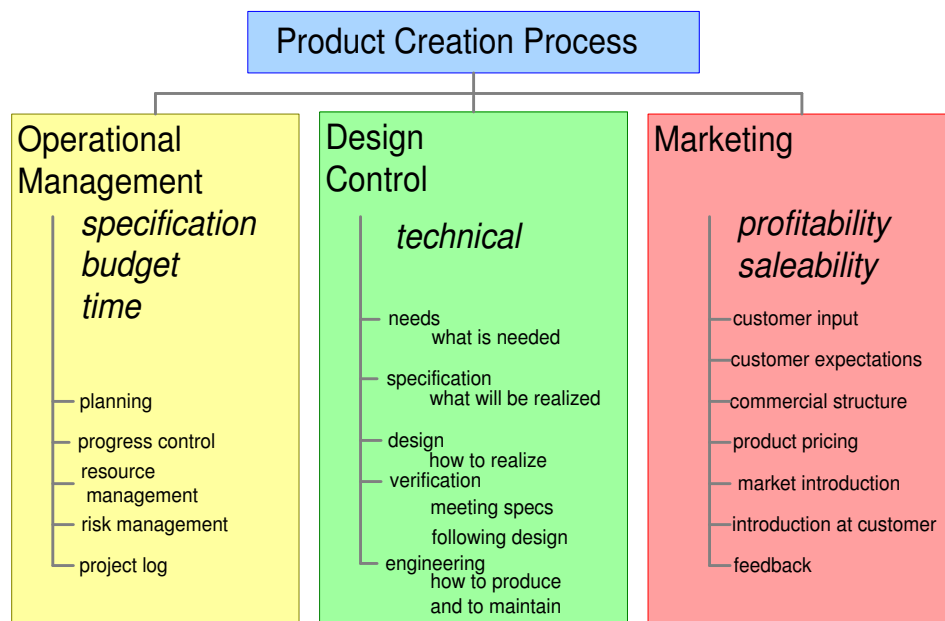 Product Creation Process
Operational
Management
specification
budget
time
planning
progress control
resource
management
risk management
project log
Design
Control
technical
needs
what is needed
specification
what will be realized
design
how to realize
verification
meeting specs
following design
engineering
how to produce
and to maintain
Marketing
profitability
saleability
customer input
customer expectations
commercial structure
product pricing
market introduction
introduction at customer
feedback